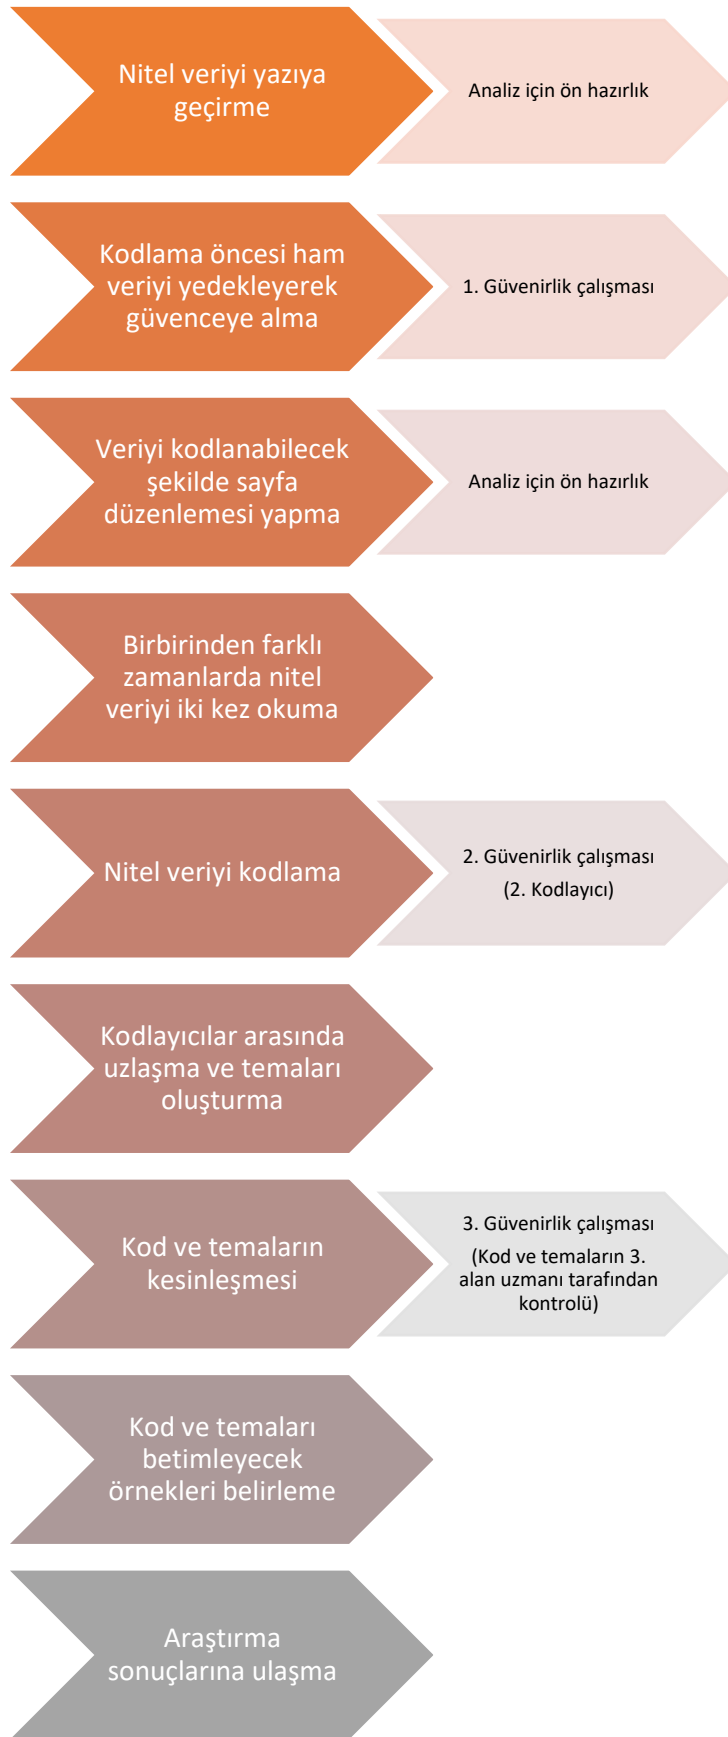 Nitel veriyi yazıya
geçirme
Analiz için ön hazırlık
Kodlama öncesi ham
veriyi yedekleyerek
güvenceye alma
1. Güvenirlik çalışması
Veriyi kodlanabilecek
şekilde sayfa
düzenlemesi yapma
Analiz için ön hazırlık
Birbirinden farklı
zamanlarda nitel
veriyi iki kez okuma
Nitel veriyi kodlama
2. Güvenirlik çalışması
(2. Kodlayıcı)
Kodlayıcılar arasında
uzlaşma ve temaları
oluşturma
Kod ve temaların
kesinleşmesi
3. Güvenirlik çalışması
(Kod ve temaların 3.
alan uzmanı tarafından
kontrolü)
Kod ve temaları
betimleyecek
örnekleri belirleme
Araştırma
sonuçlarına ulaşma